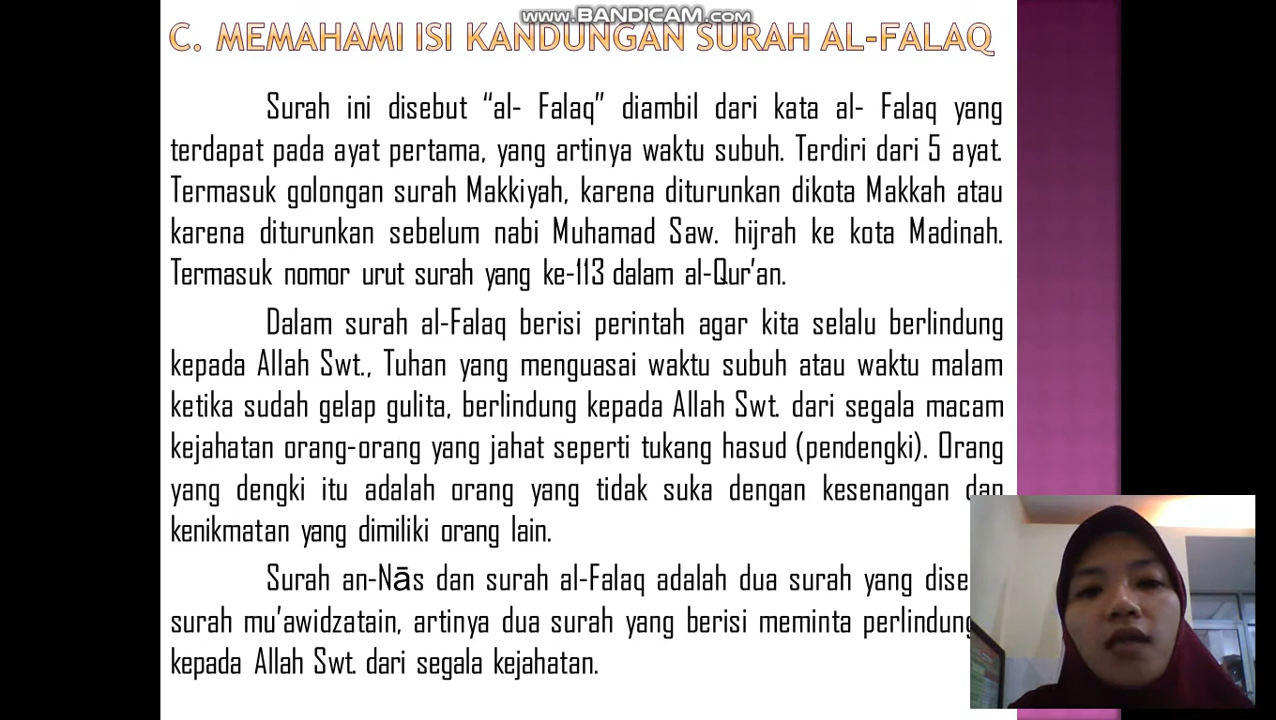 www.BANDICAM.com
C. MEMAHAMI ISI KANDUNGAN SURAH AL-FALAQ
Surah ini disebut “al- Falaq” diambil dari kata al- Falaq yang
terdapat pada ayat pertama, yang artinya waktu subuh. Terdiri dari 5 ayat.
Termasuk golongan surah Makkiyah, karena diturunkan dikota Makkah atau
karena diturunkan sebelum nabi Muhamad Saw. hijrah ke kota Madinah.
Termasuk nomor urut surah yang ke-113 dalam al-Qur’an.
Dalam surah al-Falaq berisi perintah agar kita selalu berlindung
kepada Allah Swt., Tuhan yang menguasai waktu subuh atau waktu malam
ketika sudah gelap gulita, berlindung kepada Allah Swt. dari segala macam
kejahatan orang-orang yang jahat seperti tukang hasud (pendengki). Orang
yang dengki itu adalah orang yang tidak suka dengan kesenangan dan
kenikmatan yang dimiliki orang lain.
Surah an-Nās dan surah al-Falaq adalah dua surah yang
surah mu’awidzatain, artinya dua surah yang berisi meminta
kepada Allah Swt. dari segala kejahatan.